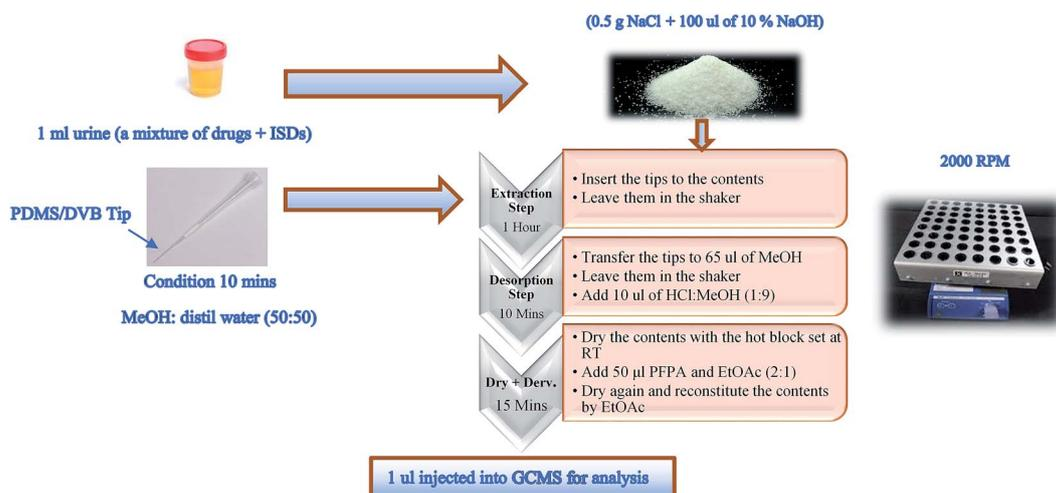 (0.5 g NaCl + 100 ul of 10 % NaOH)
1 ml urine (a mixture of drugs + ISDs)
PDMS/DVB Tip
Condition 10 mins
MeOH: distil water (50:50)
Extraction
Step
1 Hour
• Insert the tips to the contents
• Leave them in the shaker
Desorption
Step
10 Mins
• Transfer the tips to 65 ul of MeOH
• Leave them in the shaker
• Add 10 ul of HCl:MeOH (1:9)
Dry + Derv.
15 Mins
• Dry the contents with the hot block set at
RT
• Add 50 µl PFPA and EtOAc (2:1)
• Dry again and reconstitute the contents
by EtOAc
2000 RPM
1 ul injected into GCMS for analysis